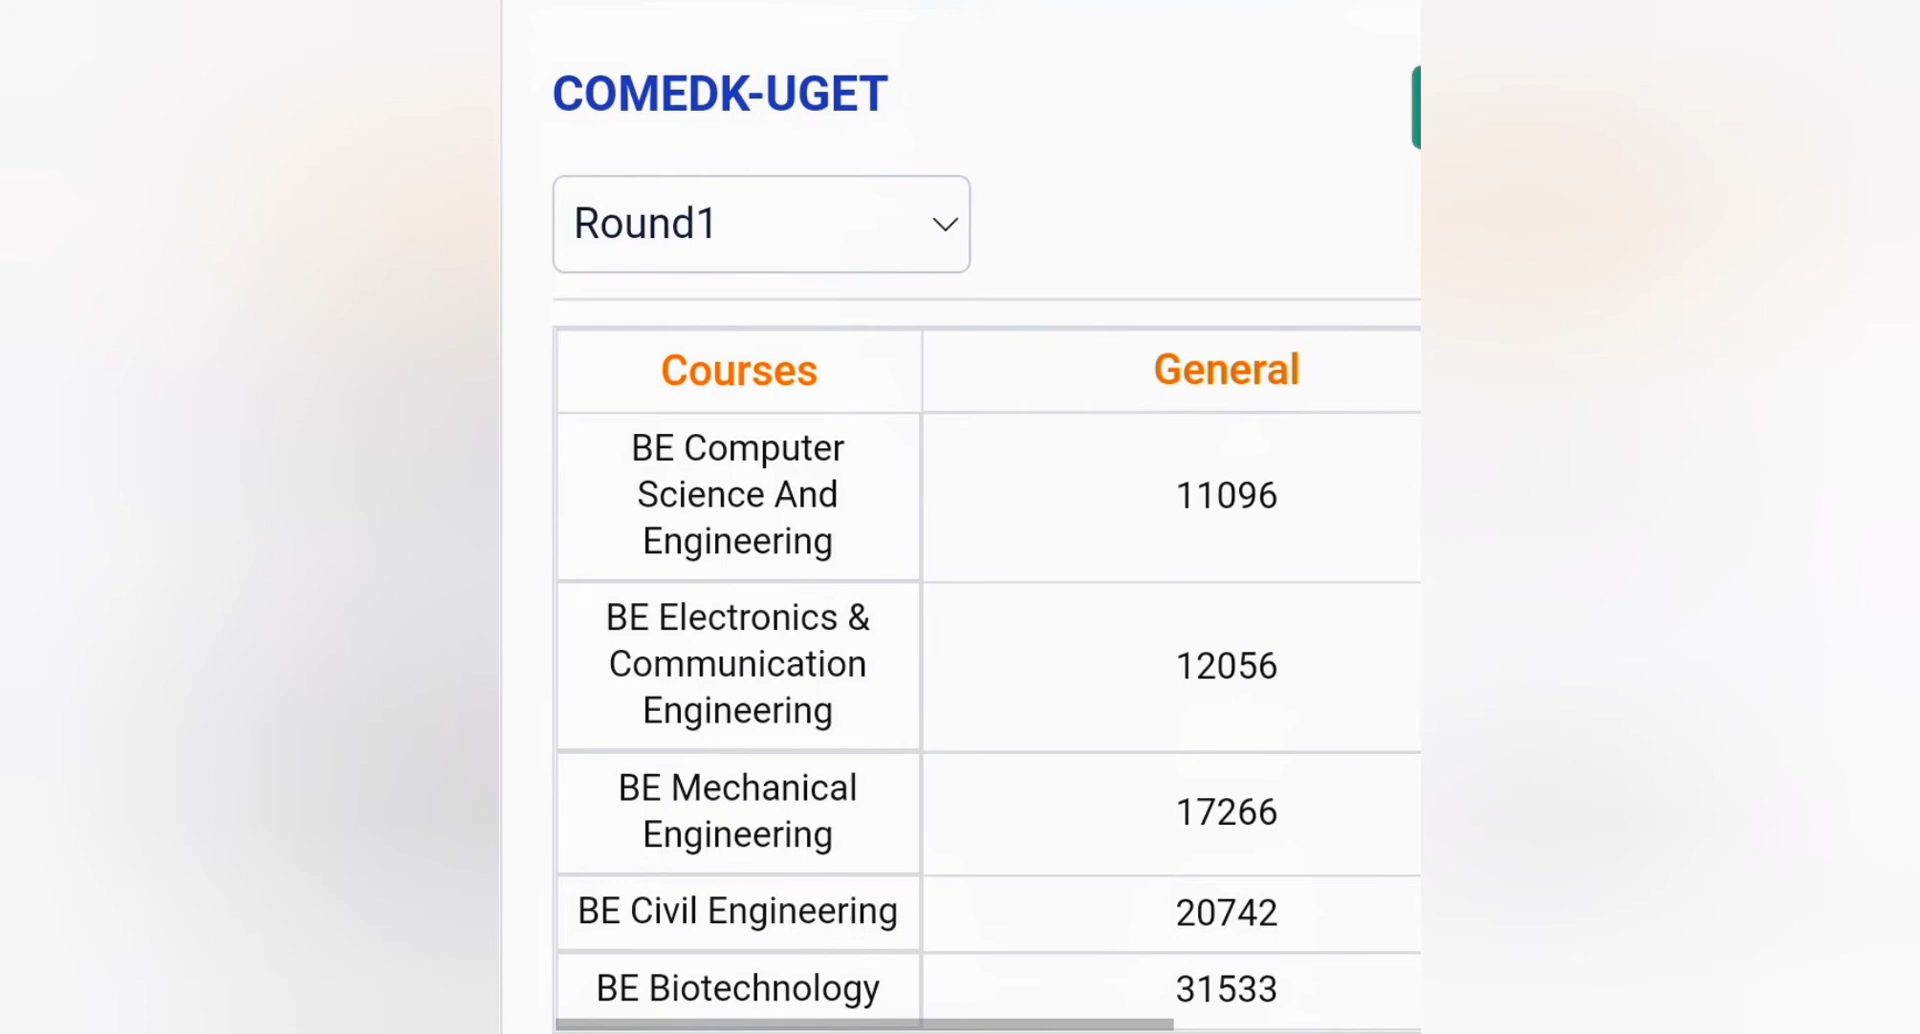 COMEDK-UGET
Round1
Courses
General
BE Computer
Science And
Engineering
11096
BE Electronics &
Communication
Engineering
12056
BE Mechanical
Engineering
17266
BE Civil Engineering
20742
BE Biotechnology
31533